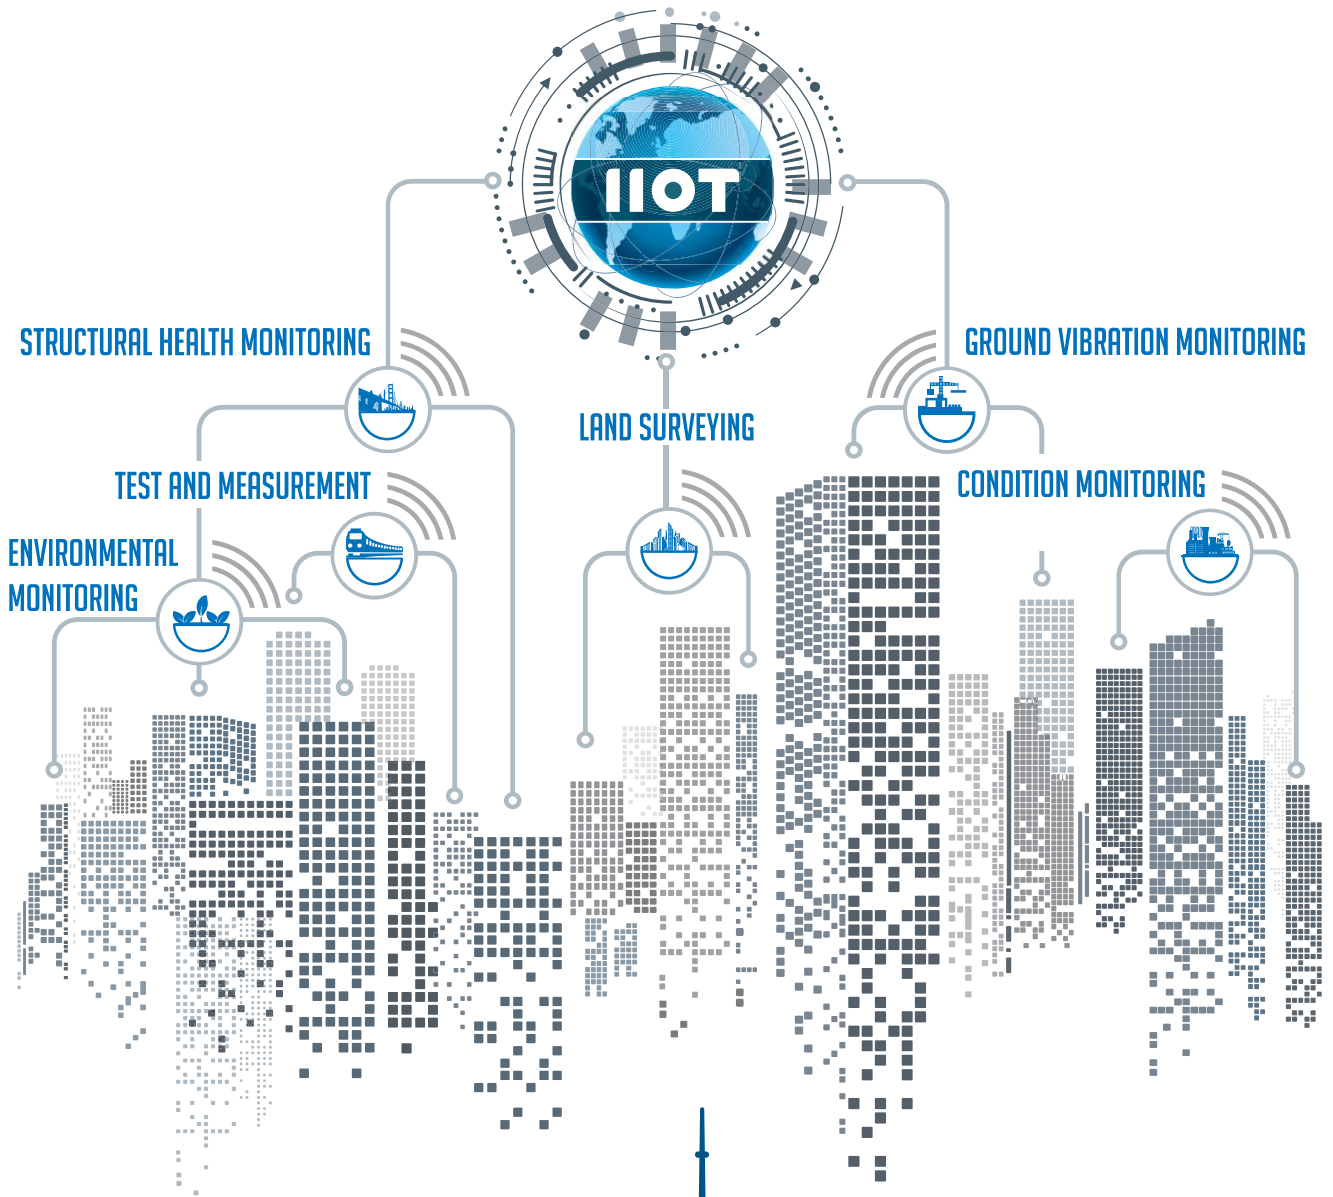 IIOT
STRUCTURAL HEALTH MONITORING
GROUND VIBRATION MONITORING
LAND SURVEYING
TEST AND MEASUREMENT
CONDITION MONITORING
ENVIRONMENTAL
MONITORING